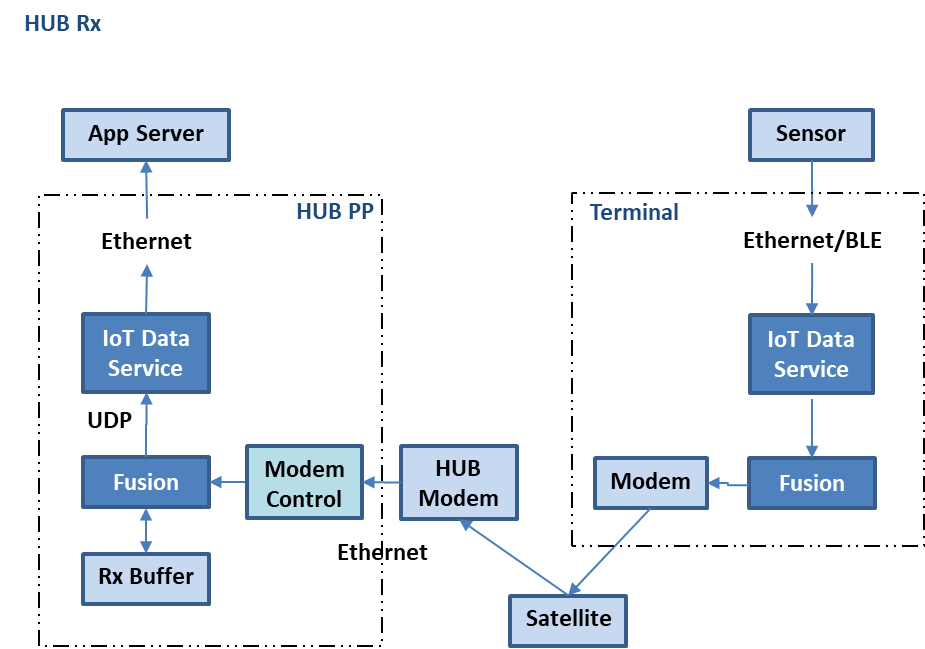 HUB Rx
App Server
Sensor
HUB PP
Terminal
Ethernet
Ethernet/BLE
IoT Data
Service
IoT Data
Service
UDP
Fusion
Modem
Control
HUB
Modem
Modem
Fusion
Ethernet
Rx Buffer
Satellite